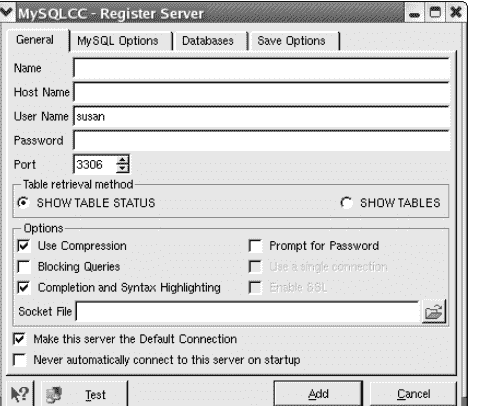 MySQLCC - Register Server
General MySQL Options Databases Save Options
Name
Host Name
User Name susan
Password
Port 3306
Table retrieval method
SHOW TABLE STATUS SHOW TABLES
Options
Use Compression Prompt for Password
Blocking Queries Use a single connection
Completion and Syntax Highlighting Enable SSL
Socket File
Make this server the Default Connection
Never automatically connect to this server on startup
? Test Add Cancel